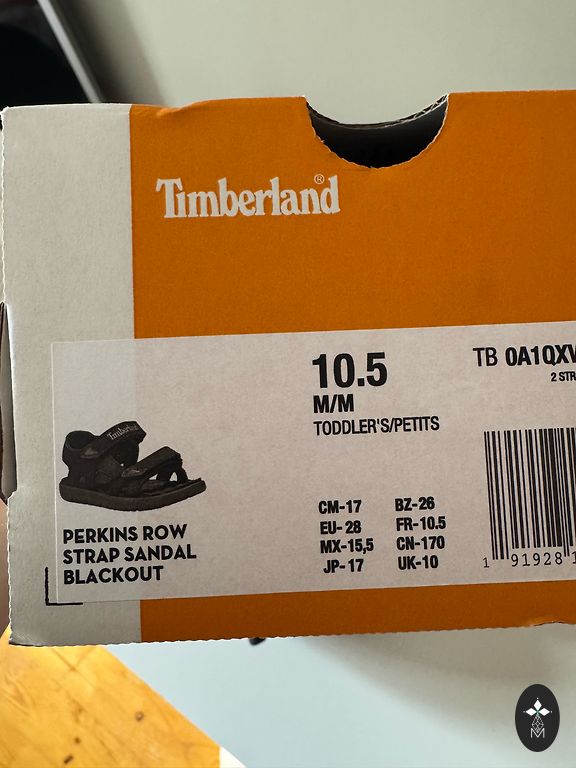 Timberland®
10.5
M/M
TODDLER'S/PETITS
TB 0A1QXV
2 STR
Timberland
PERKINS ROW
STRAP SANDAL
BLACKOUT
CM-17 BZ-26
EU-28 FR-10.5
MX-15,5 CN-170
JP-17 UK-10
1 91928 1
M